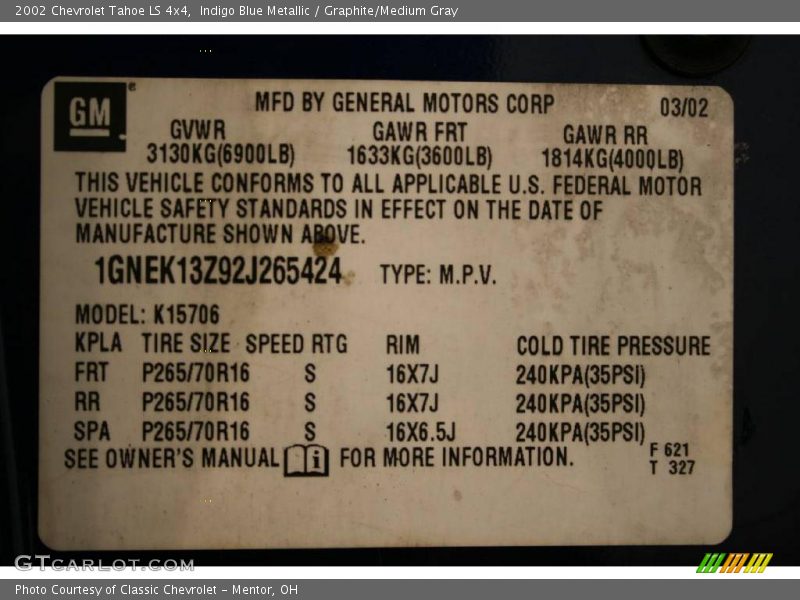 2002 Chevrolet Tahoe LS 4x4, Indigo Blue Metallic / Graphite/Medium Gray
GM
MFD BY GENERAL MOTORS CORP 03/02
GVWR GAWR FRT GAWR RR
3130KG(6900LB) 1633KG(3600LB) 1814KG(4000LB)
THIS VEHICLE CONFORMS TO ALL APPLICABLE U.S. FEDERAL MOTOR
VEHICLE SAFETY STANDARDS IN EFFECT ON THE DATE OF
MANUFACTURE SHOWN ABOVE.
1GNEK13Z92J265424 TYPE: M.P.V.
MODEL: K15706
KPLA TIRE SIZE SPEED RTG RIM COLD TIRE PRESSURE
FRT P265/70R16 S 16X7J 240KPA(35PSI)
RR P265/70R16 S 16X7J 240KPA(35PSI)
SPA P265/70R16 S 16X6.5J 240KPA(35PSI)
SEE OWNER'S MANUAL i FOR MORE INFORMATION.
F 621
T 327
GTCARLOT.COM
Photo Courtesy of Classic Chevrolet - Mentor, OH